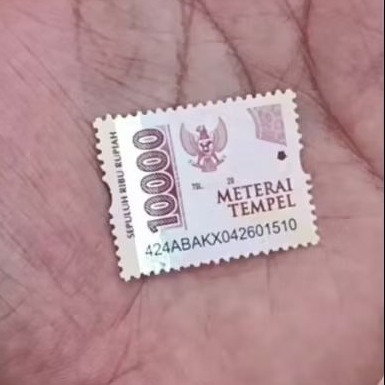 SEPULUH RIBU RUPIAH
10000
TGL. 20
METERAI
TEMPEL
424ABAKX042601510